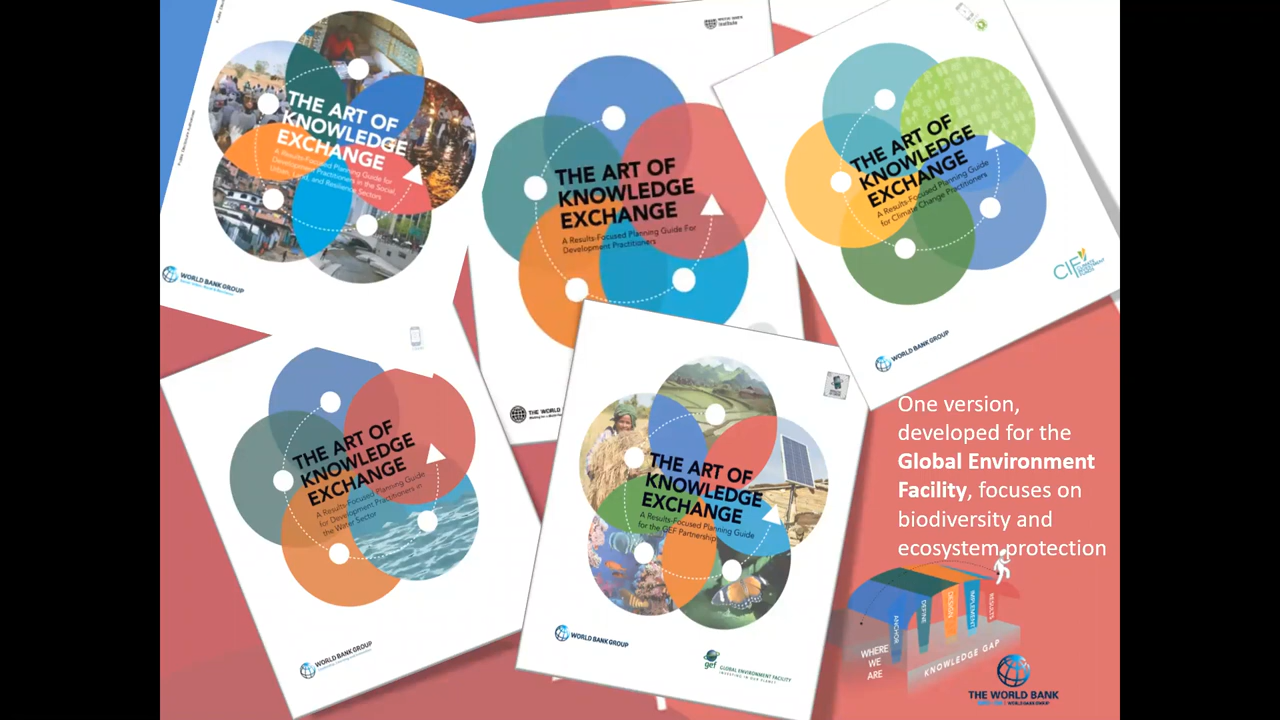 THE ART OF
KNOWLEDGE
EXCHANGE
A Results-Focused Planning Guide for
Development Practitioners in the Social,
Urban, Land, and Resilience Sectors
WORLD BANK GROUP
THE ART OF
KNOWLEDGE
EXCHANGE
A Results-Focused Planning Guide For
Development Practitioners
THE WORLD
THE ART OF
KNOWLEDGE
EXCHANGE
A Results-Focused Planning Guide
for Climate Change Practitioners
CIF
CLIMATE
INVESTMENT
FUNDS
WORLD BANK GROUP
THE ART OF
KNOWLEDGE
EXCHANGE
A Results-Focused Planning Guide
for Development Practitioners in
the Water Sector
WORLD BANK GROUP
THE ART OF
KNOWLEDGE
EXCHANGE
A Results-Focused Planning Guide
for the GEF Partnership
WORLD BANK GROUP
gef
GLOBAL ENVIRONMENT FACILITY
INVESTING IN OUR PLANET
One version,
developed for the
Global Environment
Facility, focuses on
biodiversity and
ecosystem protection
ANCHOR
DEFINE
DESIGN
IMPLEMENT
RESULTS
WHERE
WE
ARE
KNOWLEDGE GAP
THE WORLD BANK